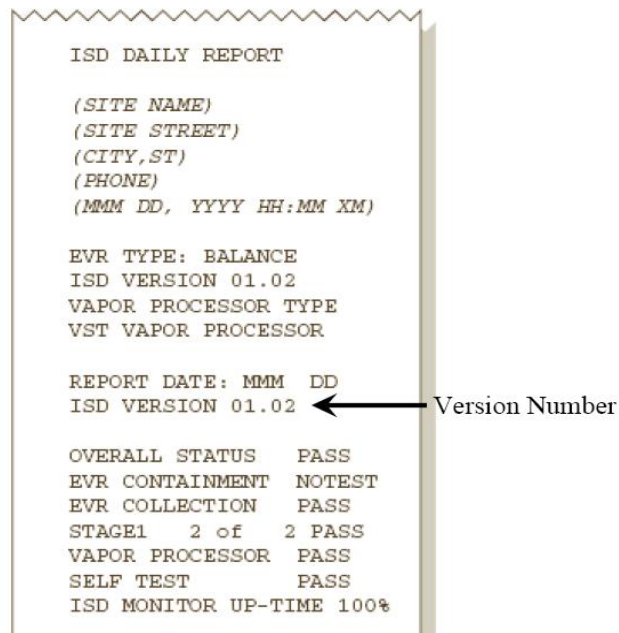 ISD DAILY REPORT
(SITE NAME)
(SITE STREET)
(CITY,ST)
(PHONE)
(MMM DD, YYYY HH:MM XM)
EVR TYPE: BALANCE
ISD VERSION 01.02
VAPOR PROCESSOR TYPE
VST VAPOR PROCESSOR
REPORT DATE: MMM DD
ISD VERSION 01.02
Version Number
OVERALL STATUS PASS
EVR CONTAINMENT NOTEST
EVR COLLECTION PASS
STAGE1 2 of 2 PASS
VAPOR PROCESSOR PASS
SELF TEST PASS
ISD MONITOR UP-TIME 100%